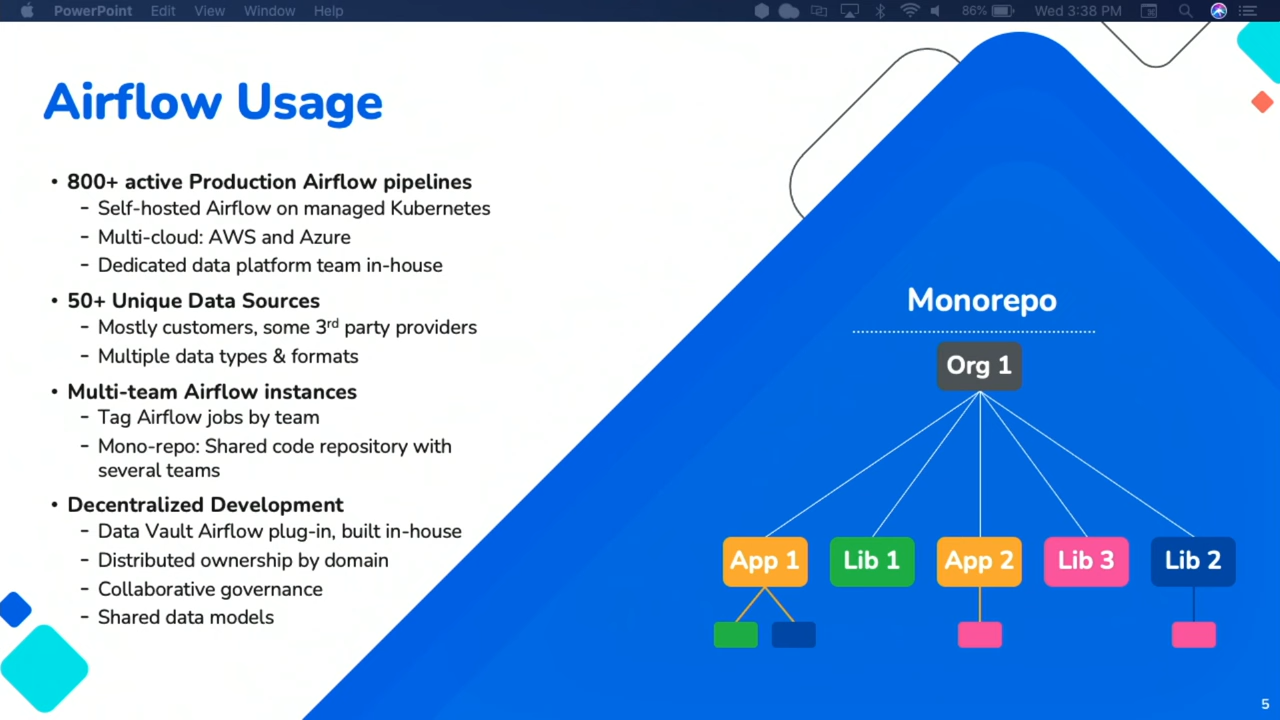 PowerPoint Edit View Window Help 86% Wed 3:38 PM
Airflow Usage
• 800+ active Production Airflow pipelines
- Self-hosted Airflow on managed Kubernetes
- Multi-cloud: AWS and Azure
- Dedicated data platform team in-house
• 50+ Unique Data Sources
- Mostly customers, some 3rd party providers
- Multiple data types & formats
• Multi-team Airflow instances
- Tag Airflow jobs by team
- Mono-repo: Shared code repository with
several teams
• Decentralized Development
- Data Vault Airflow plug-in, built in-house
- Distributed ownership by domain
- Collaborative governance
- Shared data models
Monorepo
Org 1
App 1 Lib 1 App 2 Lib 3 Lib 2
5